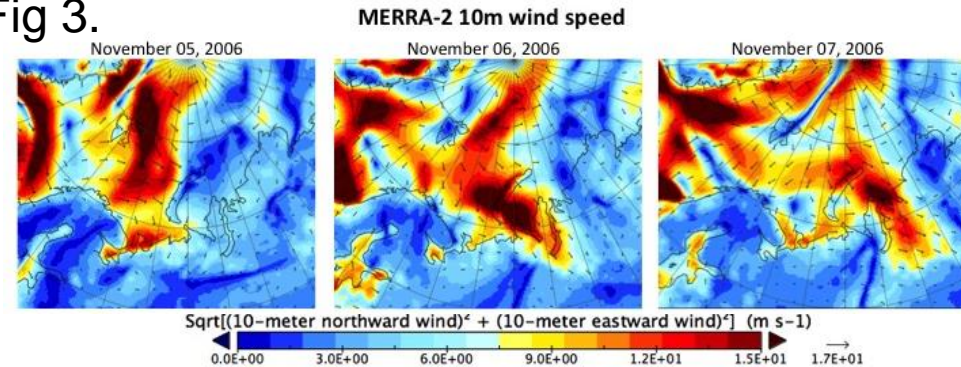 Fig 3.
MERRA-2 10m wind speed
November 05, 2006 November 06, 2006 November 07, 2006
Sqrt[(10-meter northward wind)² + (10-meter eastward wind)²] (m s-1)
0.0E+00 3.0E+00 6.0E+00 9.0E+00 1.2E+01 1.5E+01 1.7E+01